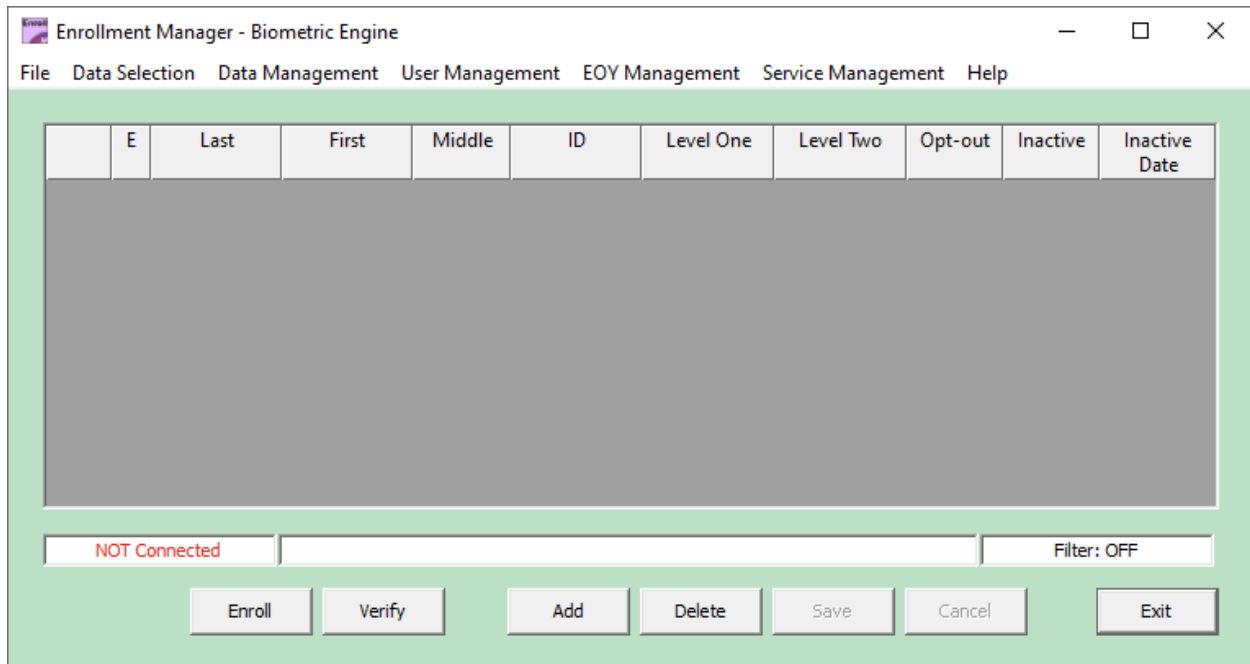 Enroll
Enrollment Manager - Biometric Engine
File Data Selection Data Management User Management EOY Management Service Management Help
E Last First Middle ID Level One Level Two Opt-out Inactive Inactive
Date
NOT Connected Filter: OFF
Enroll Verify Add Delete Save Cancel Exit